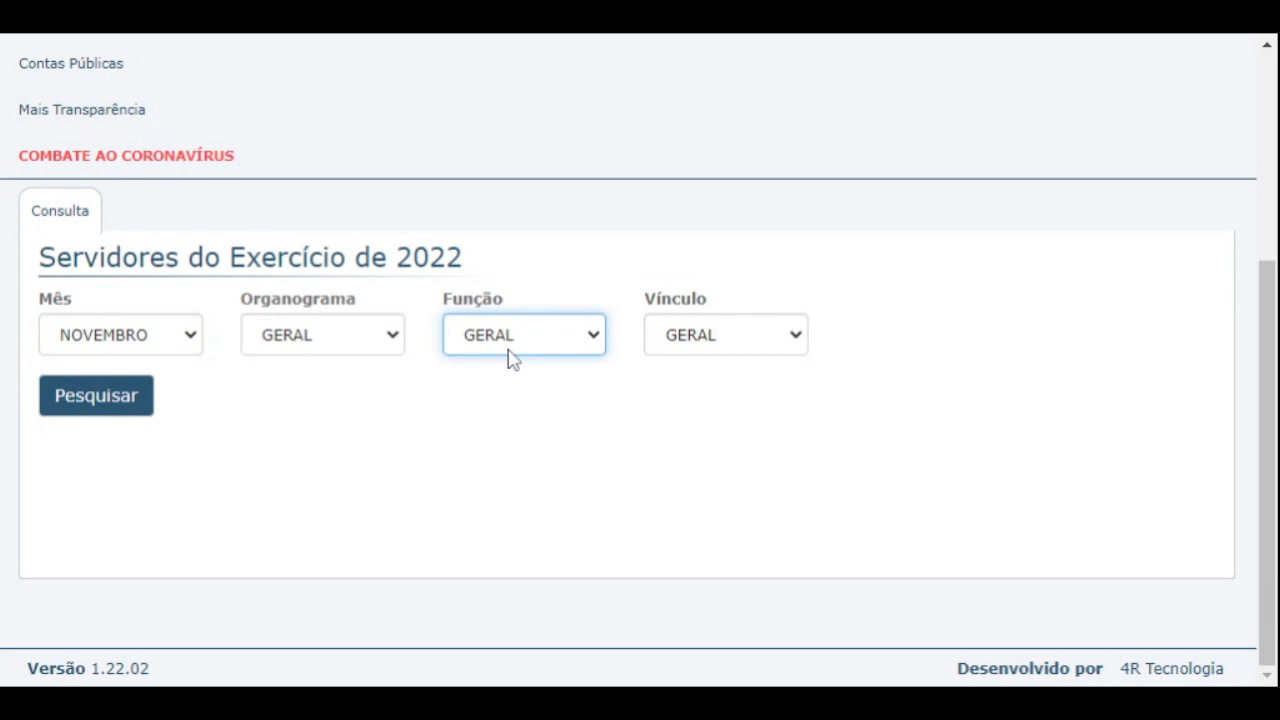 Contas Públicas
Mais Transparência
COMBATE AO CORONAVÍRUS
Consulta
Servidores do Exercício de 2022
Mês Organograma Função Vínculo
NOVEMBRO GERAL GERAL GERAL
Pesquisar
Versão 1.22.02 Desenvolvido por 4R Tecnologia